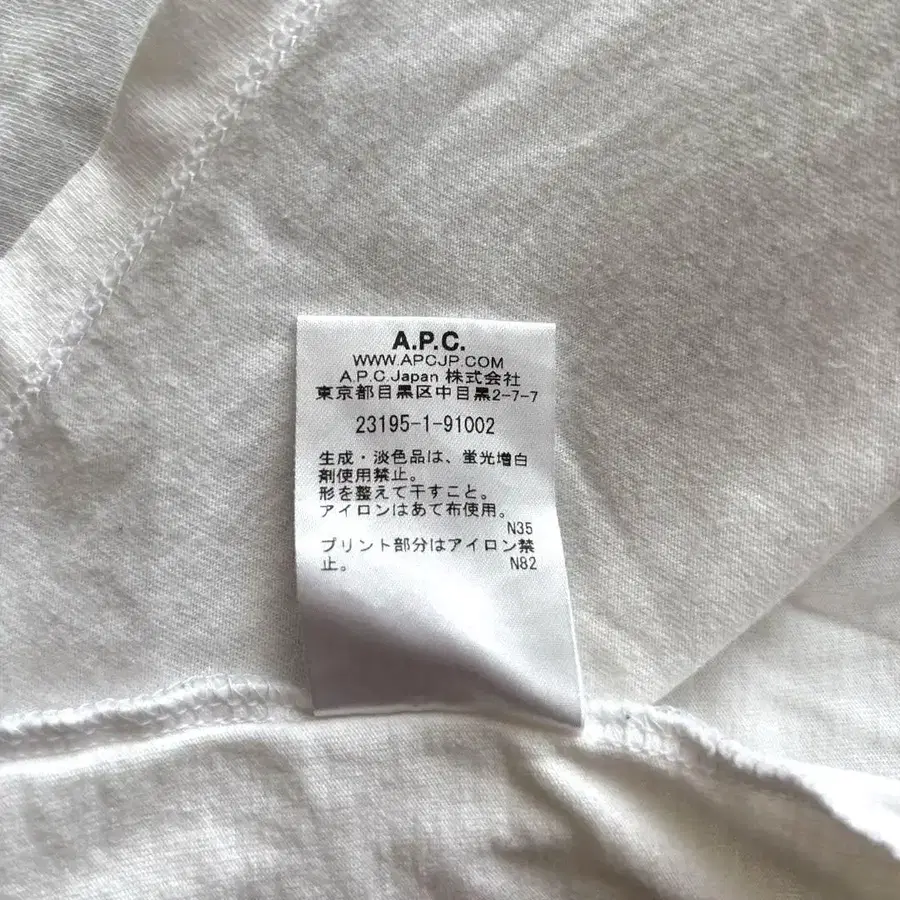 A.P.C.
WWW.APCJP.COM
A.P.C.Japan 株式会社
東京都目黒区中目黒2-7-7
23195-1-91002
生成・淡色品は、蛍光増白
剤使用禁止。
形を整えて干すこと。
アイロンはあて布使用。
N35
プリント部分はアイロン禁
止。 N82